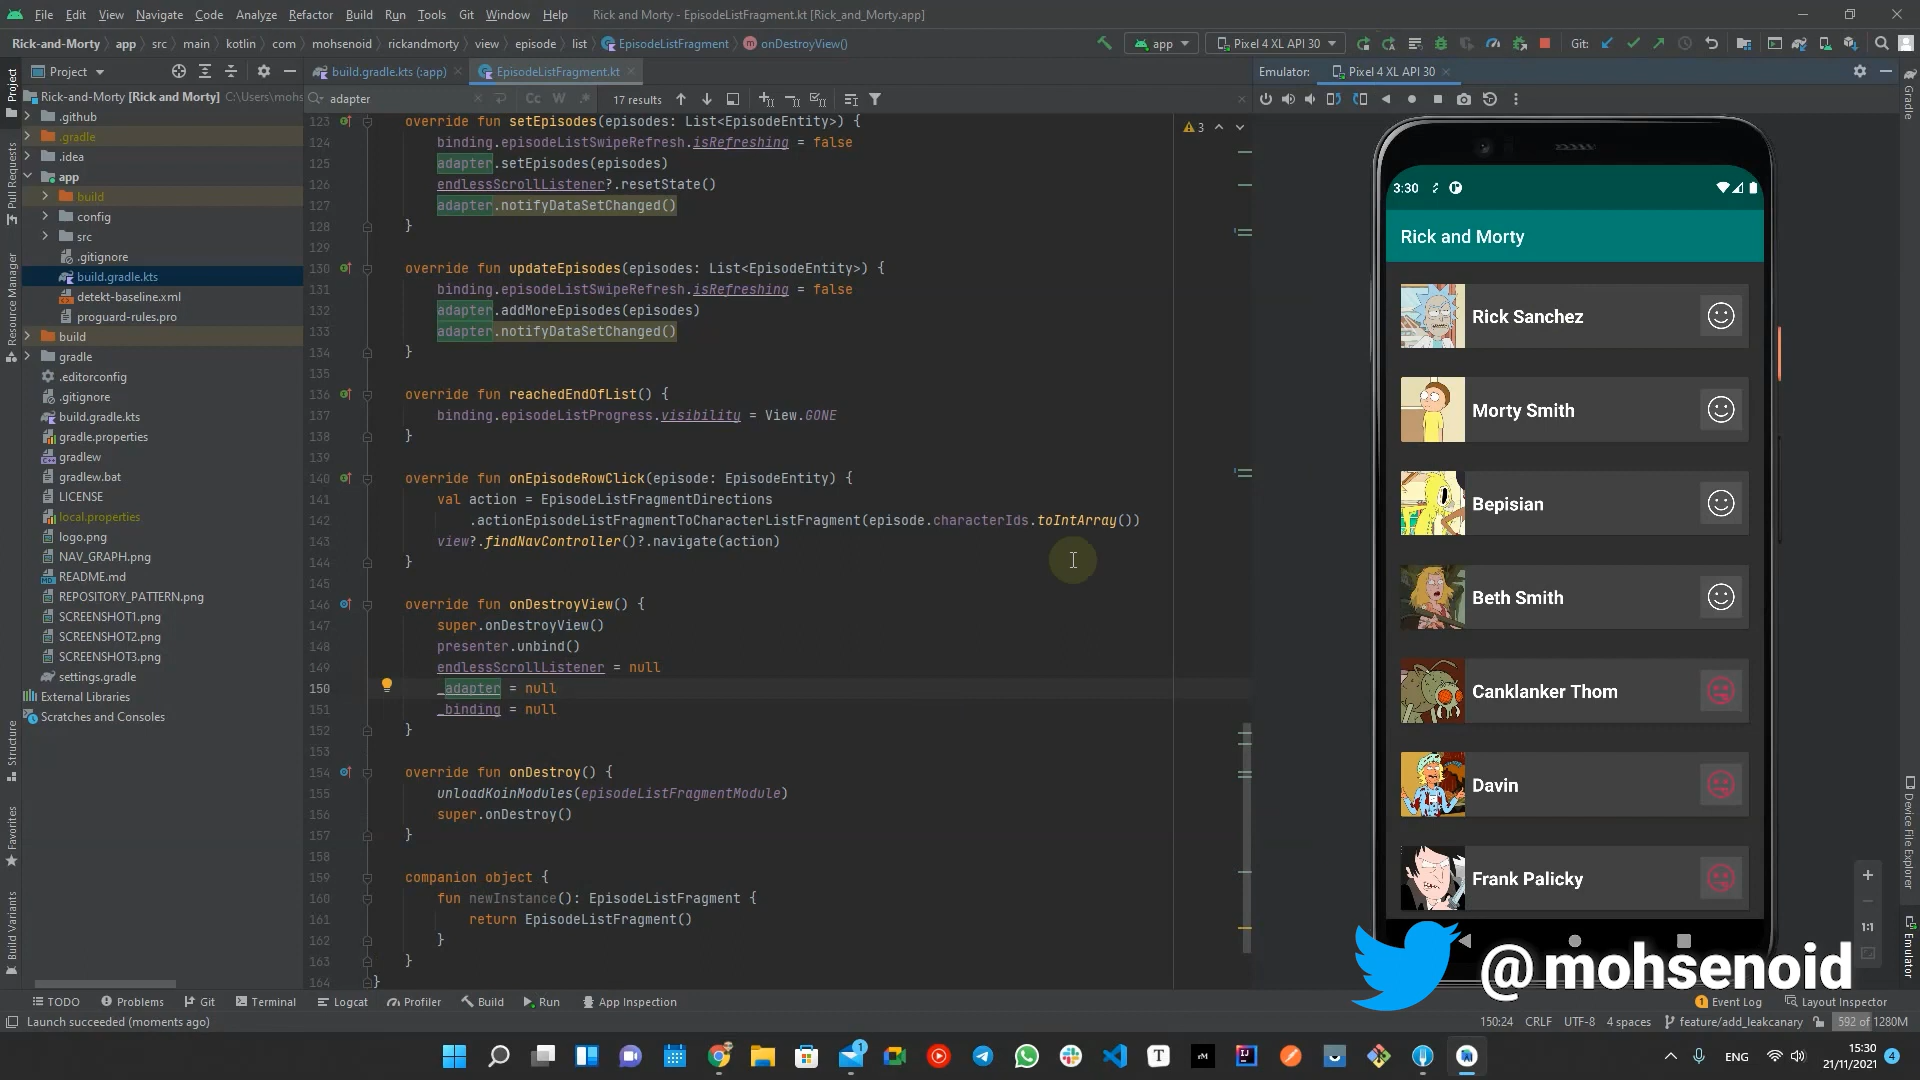 File Edit View Navigate Code Analyze Refactor Build Run Tools Git Window Help Rick and Morty - EpisodeListFragment.kt [Rick_and_Morty.app]
Rick-and-Morty app src main kotlin com mohsenoid rickandmorty view episode list EpisodeListFragment onDestroyView() app Pixel 4 XL API 30 Git:
Project build.gradle.kts (:app) EpisodeListFragment.kt Emulator: Pixel 4 XL API 30
Rick-and-Morty [Rick and Morty] C:\Users\mohs adapter Cc W .* 17 results
.github
.gradle
.idea
app
build
config
src
.gitignore
build.gradle.kts
detekt-baseline.xml
proguard-rules.pro
build
gradle
.editorconfig
.gitignore
build.gradle.kts
gradle.properties
gradlew
gradlew.bat
LICENSE
local.properties
logo.png
NAV_GRAPH.png
README.md
REPOSITORY_PATTERN.png
SCREENSHOT1.png
SCREENSHOT2.png
SCREENSHOT3.png
settings.gradle
External Libraries
Scratches and Consoles
Project
Pull Requests
Resource Manager
Structure
Favorites
Build Variants
123 override fun setEpisodes(episodes: List<EpisodeEntity>) {
124 binding.episodeListSwipeRefresh.isRefreshing = false
125 adapter.setEpisodes(episodes)
126 endlessScrollListener?.resetState()
127 adapter.notifyDataSetChanged()
128 }
129
130 override fun updateEpisodes(episodes: List<EpisodeEntity>) {
131 binding.episodeListSwipeRefresh.isRefreshing = false
132 adapter.addMoreEpisodes(episodes)
133 adapter.notifyDataSetChanged()
134 }
135
136 override fun reachedEndOfList() {
137 binding.episodeListProgress.visibility = View.GONE
138 }
139
140 override fun onEpisodeRowClick(episode: EpisodeEntity) {
141 val action = EpisodeListFragmentDirections
142 .actionEpisodeListFragmentToCharacterListFragment(episode.characterIds.toIntArray())
143 view?.findNavController()?.navigate(action)
144 }
145
146 override fun onDestroyView() {
147 super.onDestroyView()
148 presenter.unbind()
149 endlessScrollListener = null
150 _adapter = null
151 _binding = null
152 }
153
154 override fun onDestroy() {
155 unloadKoinModules(episodeListFragmentModule)
156 super.onDestroy()
157 }
158
159 companion object {
160 fun newInstance(): EpisodeListFragment {
161 return EpisodeListFragment()
162 }
163 }
164 }
3
3:30
Rick and Morty
Rick Sanchez
Morty Smith
Bepisian
Beth Smith
Canklanker Thom
Davin
Frank Palicky
1:1
@mohsenoid
Gradle
Device File Explorer
Emulator
TODO Problems Git Terminal Logcat Profiler Build Run App Inspection 1 Event Log Layout Inspector
Launch succeeded (moments ago) 150:24 CRLF UTF-8 4 spaces feature/add_leakcanary 592 of 1280M
1 T rM ENG 15:30
21/11/2021 4